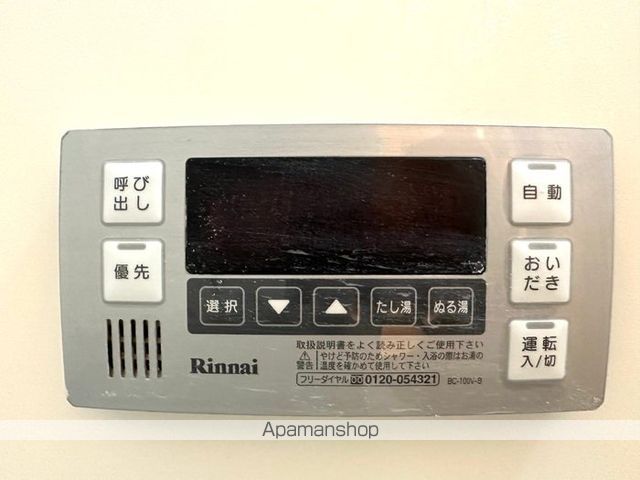 呼び
出し
優先
自動
おい
だき
運転
入/切
選択 ▼ ▲ たし湯 ぬる湯
Rinnai
取扱説明書をよく読み正しくご使用下さい
⚠警告 やけど予防のためシャワー・入浴の際はお湯の
温度を確かめて使用して下さい
フリーダイヤル 0120-054321 BC-100V-B
Apamanshop